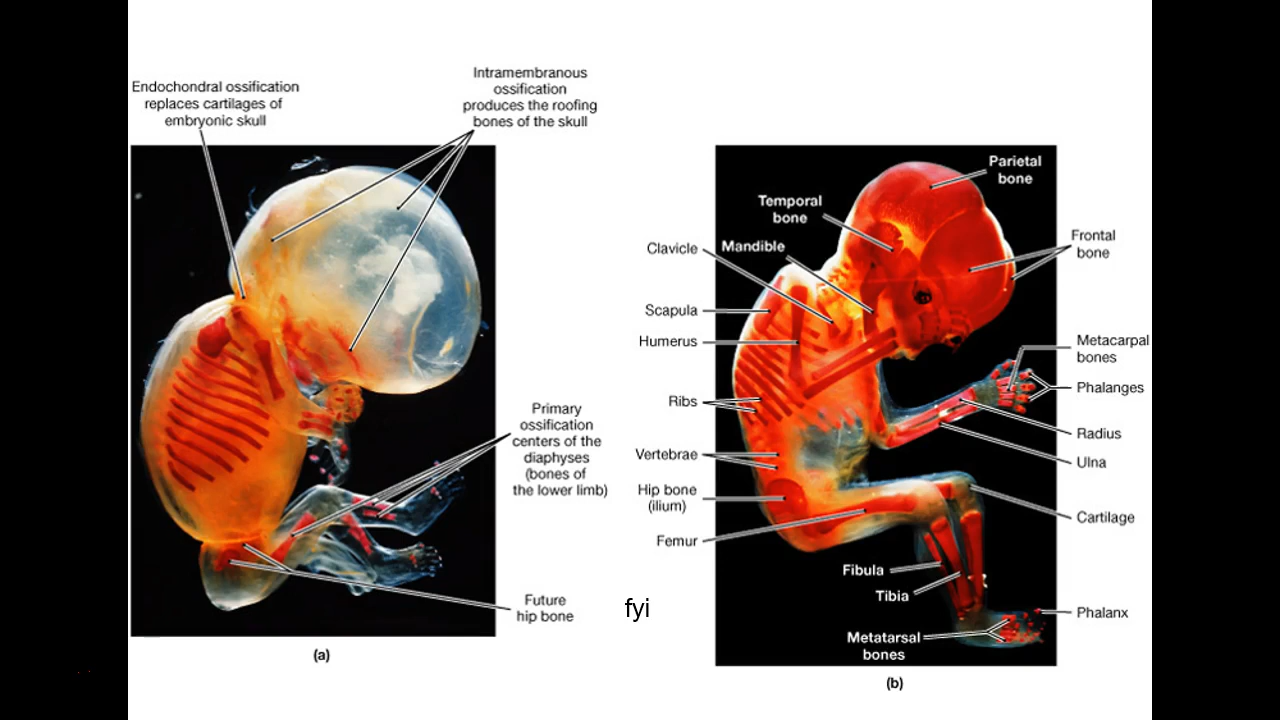 Endochondral ossification
replaces cartilages of
embryonic skull
Intramembranous
ossification
produces the roofing
bones of the skull
Primary
ossification
centers of the
diaphyses
(bones of
the lower limb)
Future
hip bone
(a)
fyi
Parietal
bone
Temporal
bone
Mandible
Clavicle
Frontal
bone
Scapula
Humerus
Metacarpal
bones
Phalanges
Ribs
Radius
Vertebrae
Ulna
Hip bone
(ilium)
Cartilage
Femur
Fibula
Tibia
Phalanx
Metatarsal
bones
(b)